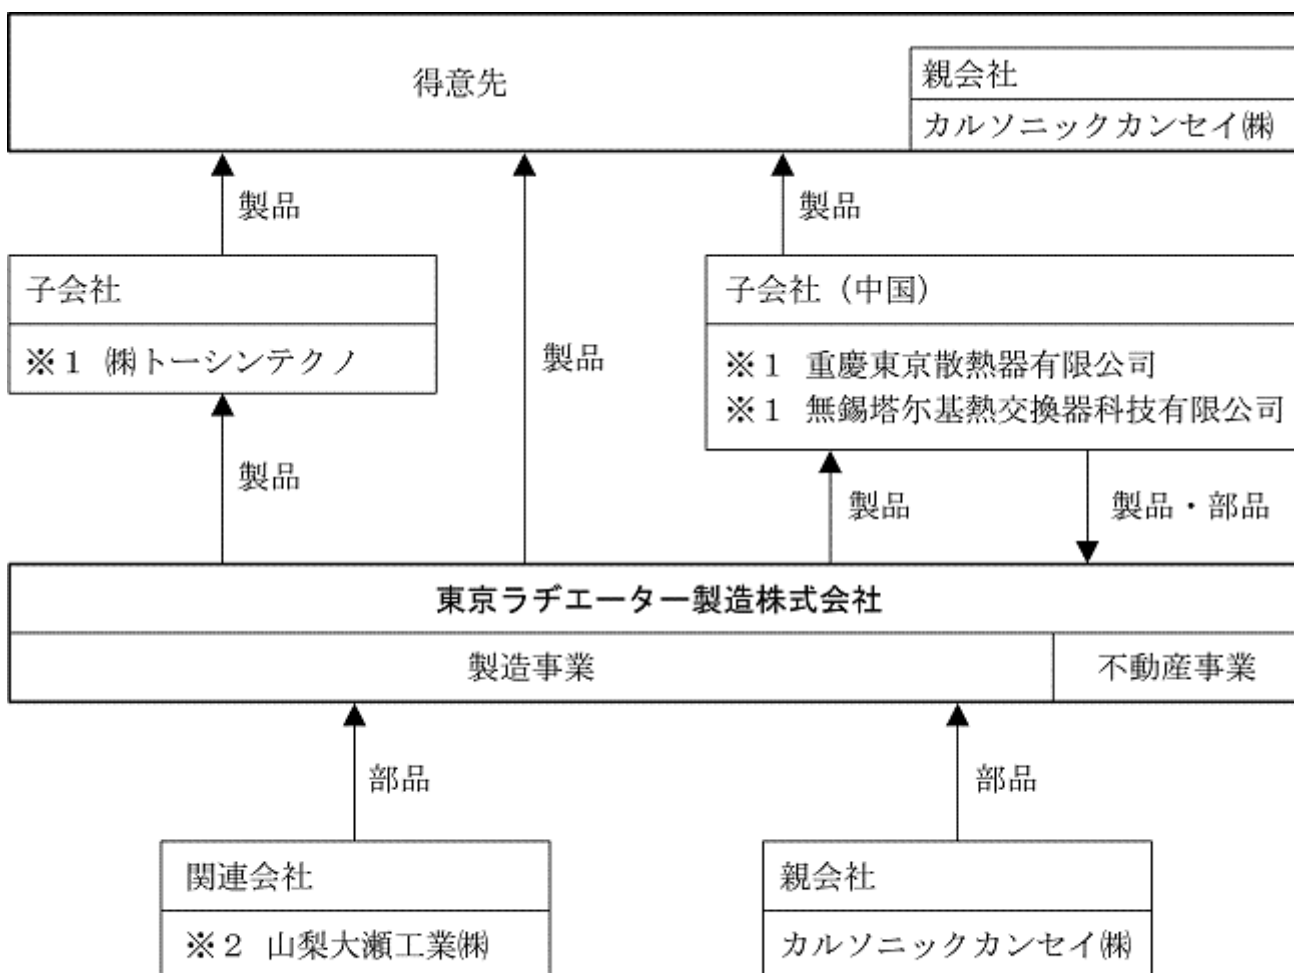 得意先
親会社
カルソニックカンセイ㈱
製品
製品
製品
子会社
※１ ㈱トーシンテクノ
子会社（中国）
※１ 重慶東京散熱器有限公司
※１ 無錫塔尔基熱交換器科技有限公司
製品
製品
製品・部品
東京ラヂエーター製造株式会社
製造事業
不動産事業
部品
部品
関連会社
※２ 山梨大瀬工業㈱
親会社
カルソニックカンセイ㈱